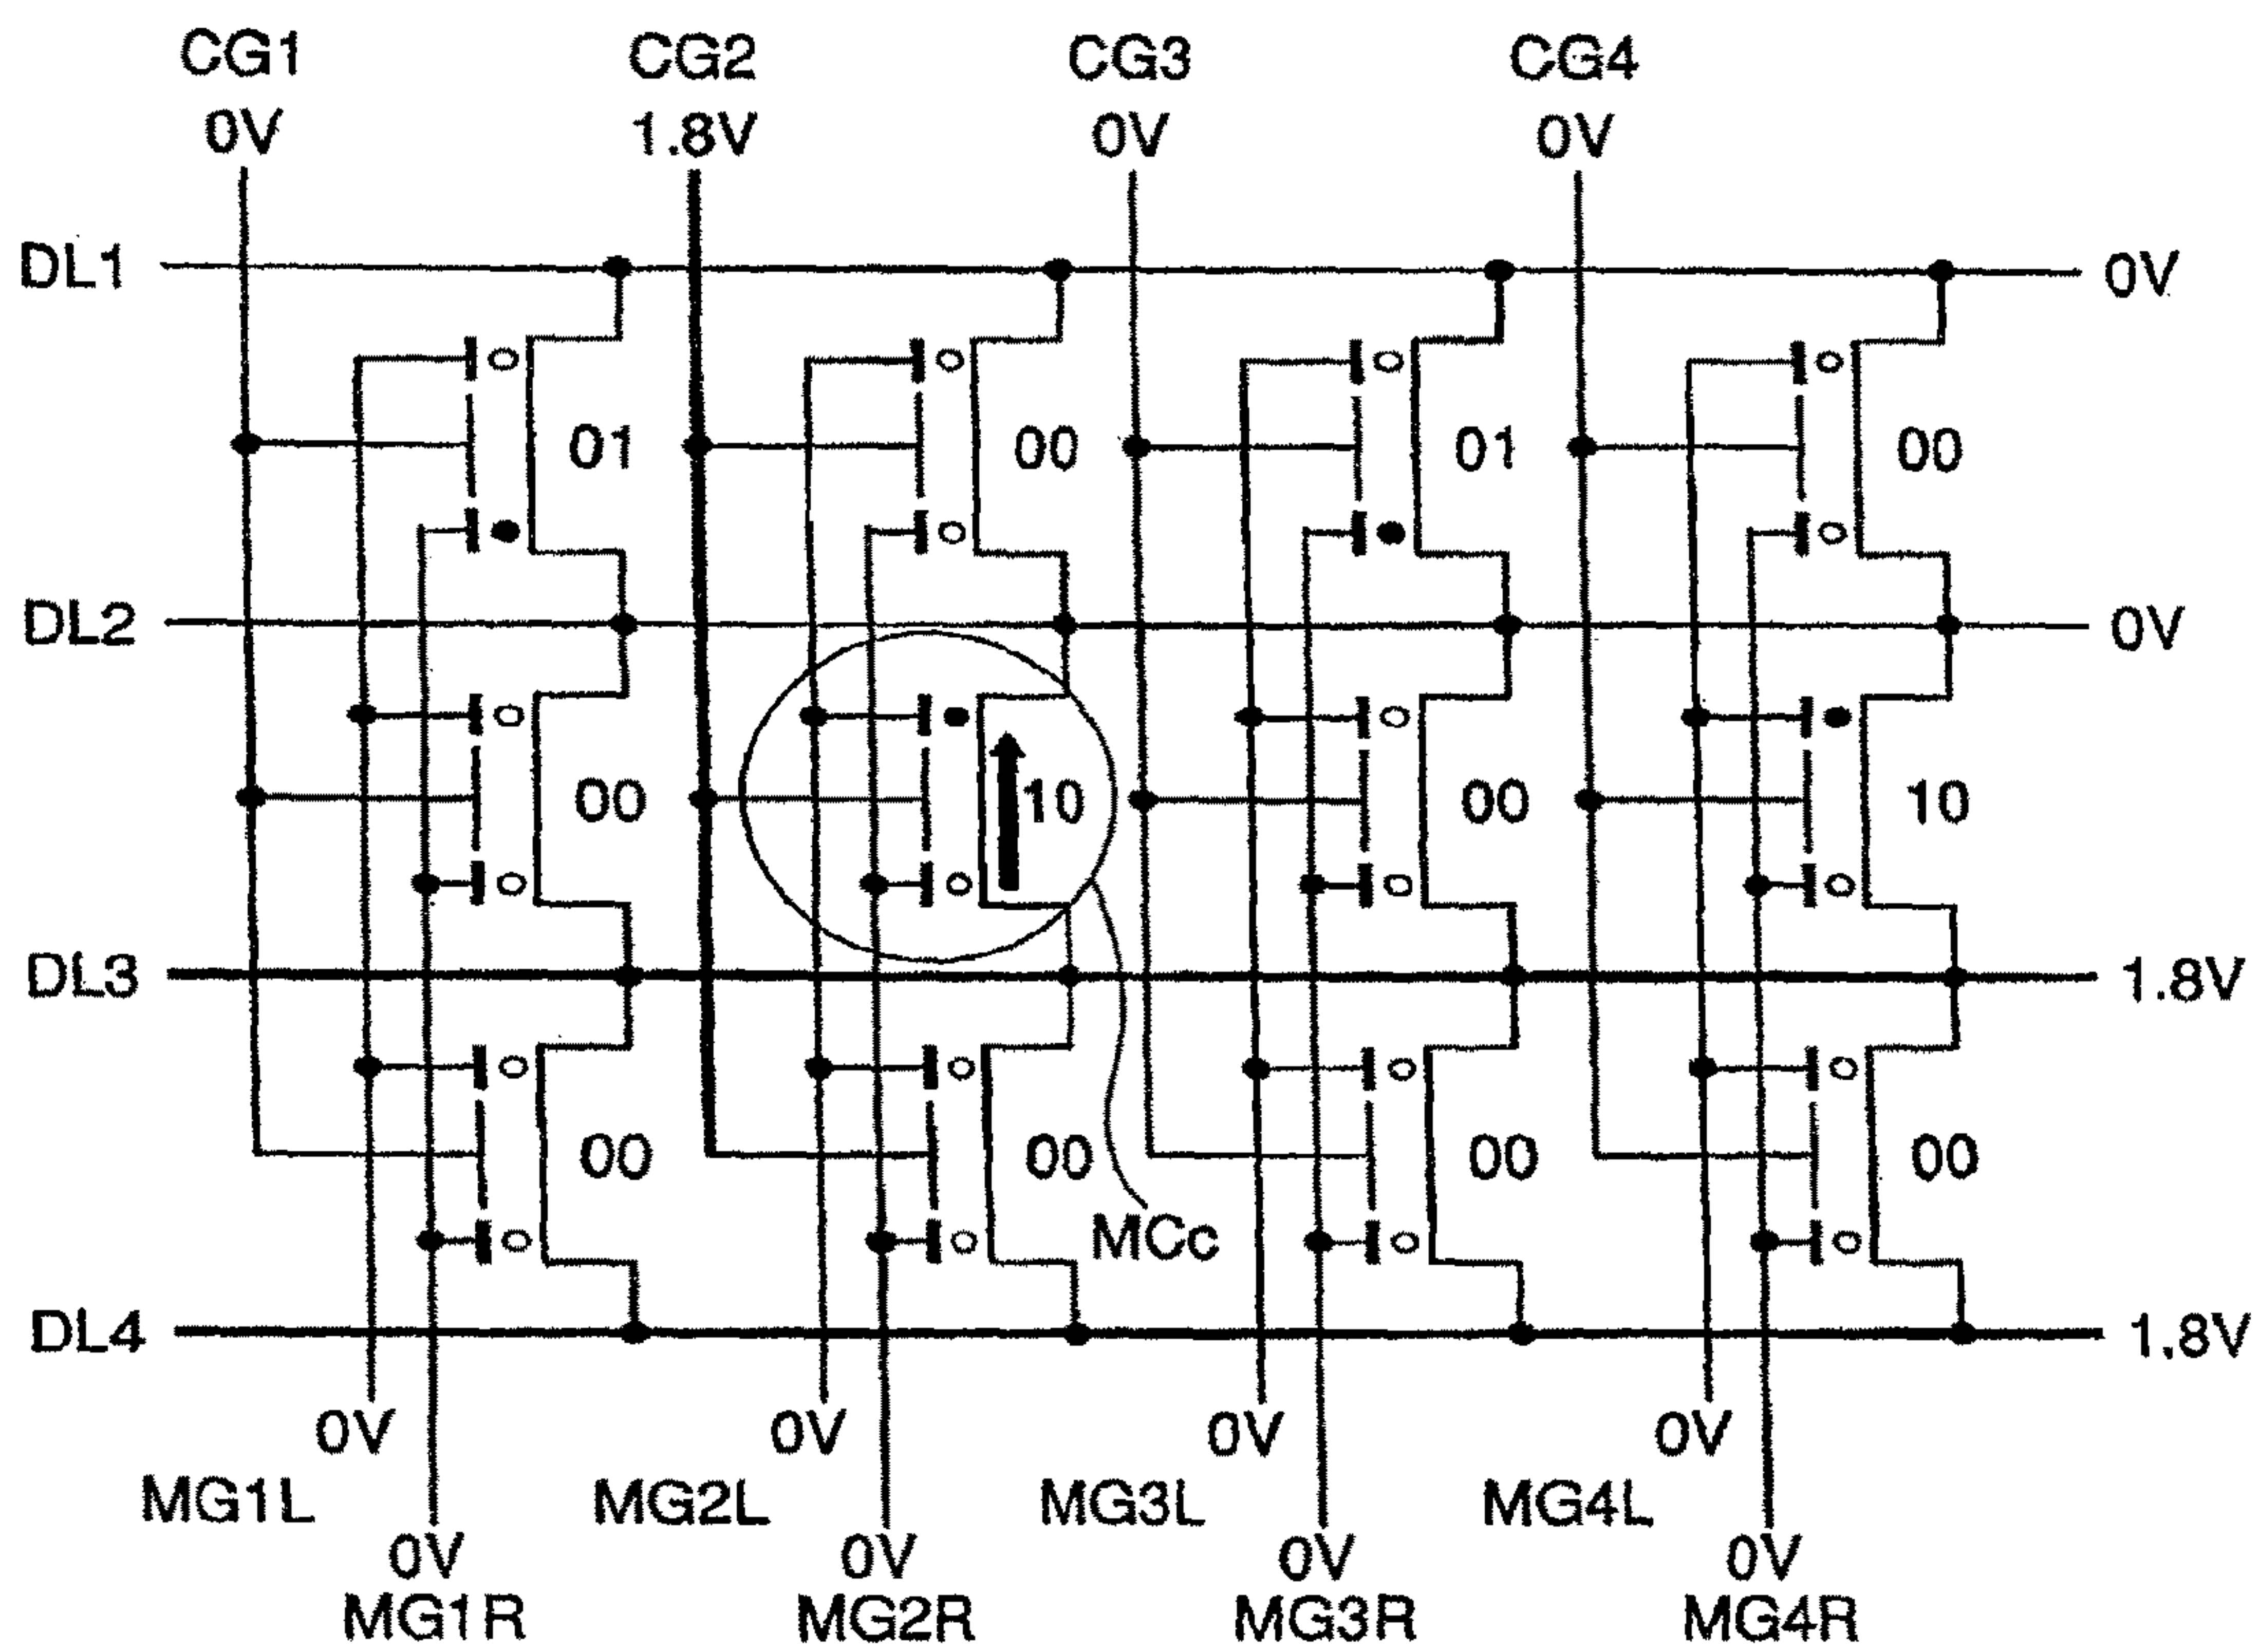 CG1 CG2 CG3 CG4
0V 1.8V 0V 0V
DL1 0V
01 00 01 00
DL2 0V
00 10 00 10
DL3 1.8V
00 00 00 00
MCc
DL4 1.8V
0V 0V 0V 0V
MG1L MG2L MG3L MG4L
0V 0V 0V 0V
MG1R MG2R MG3R MG4R